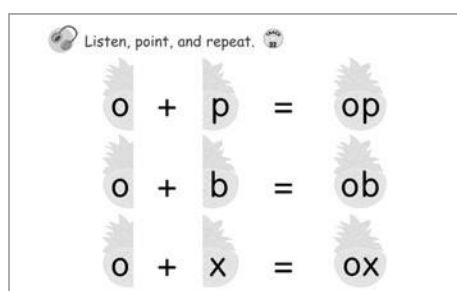 Listen, point, and repeat.
o + p = op
o + b = ob
o + x = ox